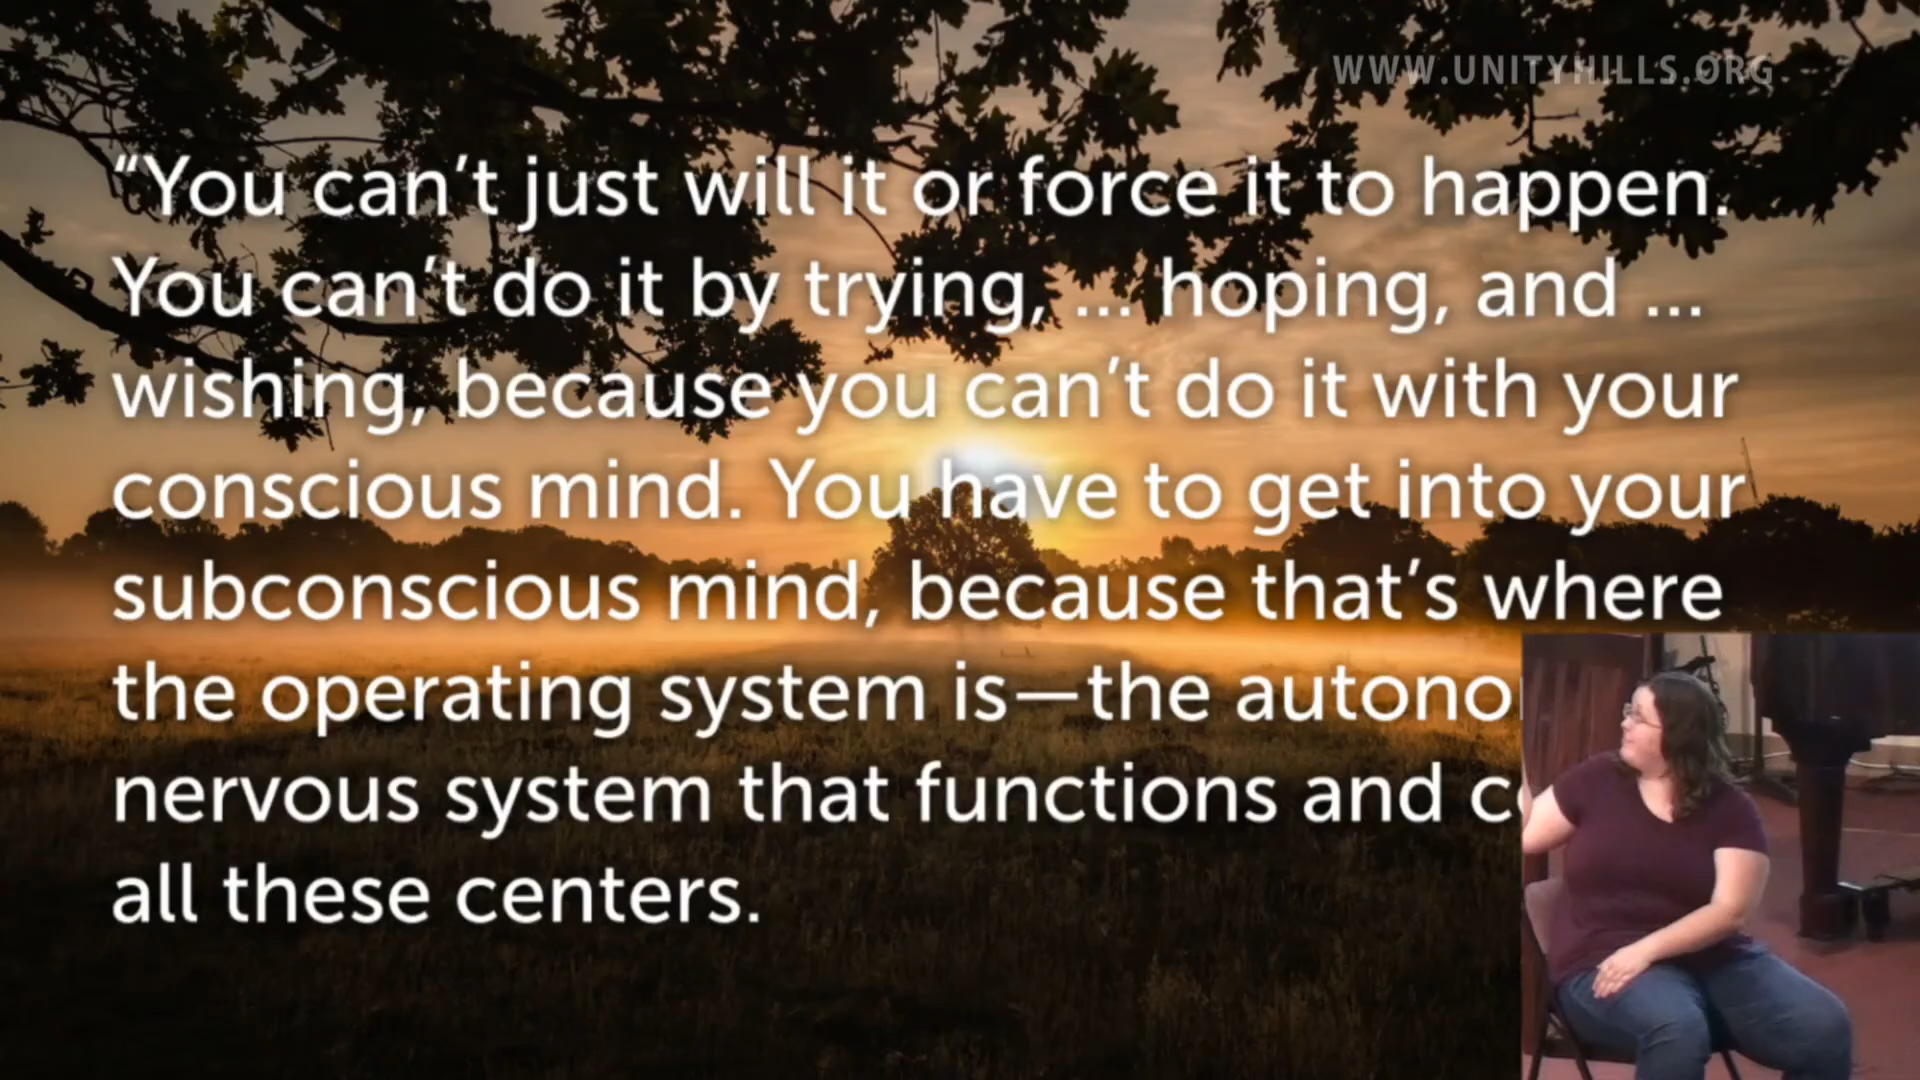 WWW.UNITYHILLS.ORG
“You can’t just will it or force it to happen.
You can’t do it by trying, ... hoping, and ...
wishing, because you can’t do it with your
conscious mind. You have to get into your
subconscious mind, because that’s where
the operating system is—the
nervous system that functions and
all these centers.